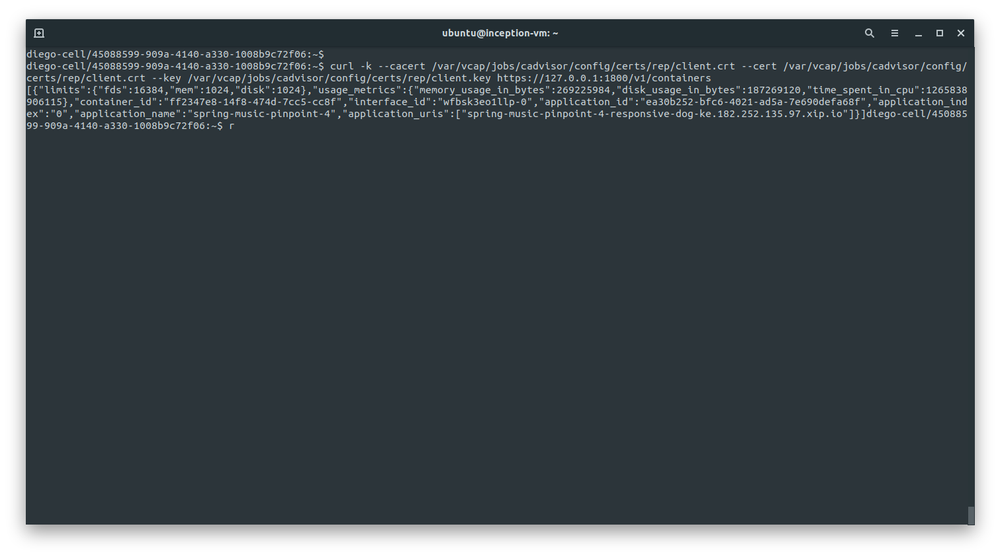 ubuntu@inception-vm: ~
diego-cell/45088599-909a-4140-a330-1008b9c72f06:~$
diego-cell/45088599-909a-4140-a330-1008b9c72f06:~$ curl -k --cacert /var/vcap/jobs/cadvisor/config/certs/rep/client.crt --cert /var/vcap/jobs/cadvisor/config/
certs/rep/client.crt --key /var/vcap/jobs/cadvisor/config/certs/rep/client.key https://127.0.0.1:1800/v1/containers
[{"limits":{"fds":16384,"mem":1024,"disk":1024},"usage_metrics":{"memory_usage_in_bytes":269225984,"disk_usage_in_bytes":187269120,"time_spent_in_cpu":1265838
906115},"container_id":"ff2347e8-14f8-474d-7cc5-cc8f","interface_id":"wfbsk3eo1llp-0","application_id":"ea30b252-bfc6-4021-ad5a-7e690defa68f","application_ind
ex":"0","application_name":"spring-music-pinpoint-4","application_uris":["spring-music-pinpoint-4-responsive-dog-ke.182.252.135.97.xip.io"]}]diego-cell/450885
99-909a-4140-a330-1008b9c72f06:~$ r